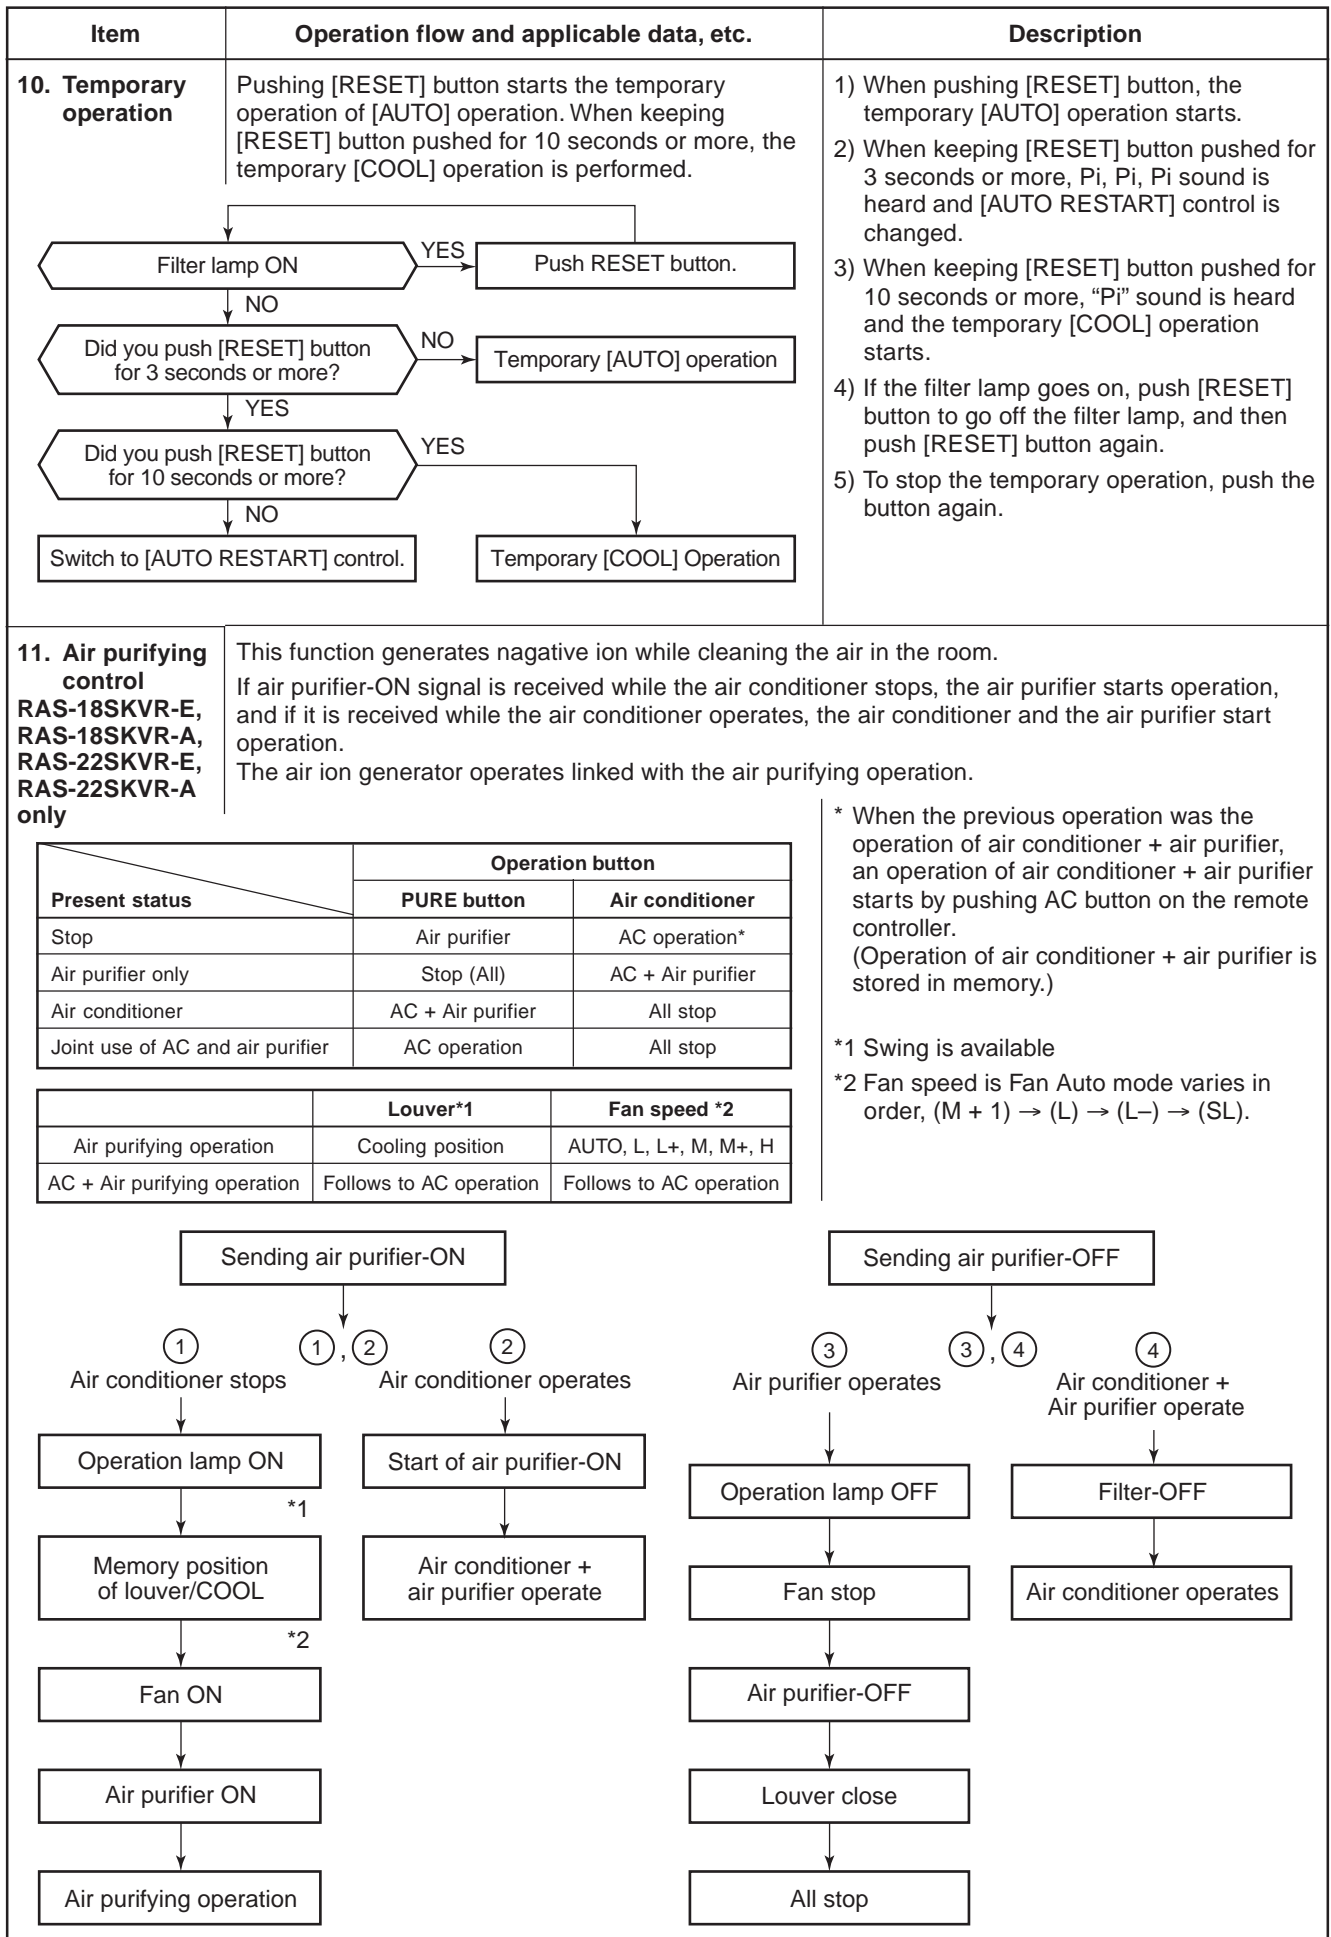 Item
Operation flow and applicable data, etc.
Description
10. Temporary
operation
Pushing [RESET] button starts the temporary
operation of [AUTO] operation. When keeping
[RESET] button pushed for 10 seconds or more, the
temporary [COOL] operation is performed.
Filter lamp ON
YES
Push RESET button.
NO
Did you push [RESET] button
for 3 seconds or more?
NO
Temporary [AUTO] operation
YES
Did you push [RESET] button
for 10 seconds or more?
YES
NO
Switch to [AUTO RESTART] control.
Temporary [COOL] Operation
1) When pushing [RESET] button, the
temporary [AUTO] operation starts.
2) When keeping [RESET] button pushed for
3 seconds or more, Pi, Pi, Pi sound is
heard and [AUTO RESTART] control is
changed.
3) When keeping [RESET] button pushed for
10 seconds or more, “Pi” sound is heard
and the temporary [COOL] operation
starts.
4) If the filter lamp goes on, push [RESET]
button to go off the filter lamp, and then
push [RESET] button again.
5) To stop the temporary operation, push the
button again.
11. Air purifying
control
RAS-18SKVR-E,
RAS-18SKVR-A,
RAS-22SKVR-E,
RAS-22SKVR-A
only
This function generates nagative ion while cleaning the air in the room.
If air purifier-ON signal is received while the air conditioner stops, the air purifier starts operation,
and if it is received while the air conditioner operates, the air conditioner and the air purifier start
operation.
The air ion generator operates linked with the air purifying operation.
Operation button
Present status PURE button Air conditioner
Stop Air purifier AC operation*
Air purifier only Stop (All) AC + Air purifier
Air conditioner AC + Air purifier All stop
Joint use of AC and air purifier AC operation All stop
Louver*1 Fan speed *2
Air purifying operation Cooling position AUTO, L, L+, M, M+, H
AC + Air purifying operation Follows to AC operation Follows to AC operation
* When the previous operation was the
operation of air conditioner + air purifier,
an operation of air conditioner + air purifier
starts by pushing AC button on the remote
controller.
(Operation of air conditioner + air purifier is
stored in memory.)
*1 Swing is available
*2 Fan speed is Fan Auto mode varies in
order, (M + 1) → (L) → (L–) → (SL).
Sending air purifier-ON
① ①, ② ②
Air conditioner stops Air conditioner operates
Operation lamp ON
*1
Memory position
of louver/COOL
*2
Fan ON
Air purifier ON
Air purifying operation
Start of air purifier-ON
Air conditioner +
air purifier operate
Sending air purifier-OFF
③ ③, ④ ④
Air purifier operates
Air conditioner +
Air purifier operate
Operation lamp OFF
Fan stop
Air purifier-OFF
Louver close
All stop
Filter-OFF
Air conditioner operates